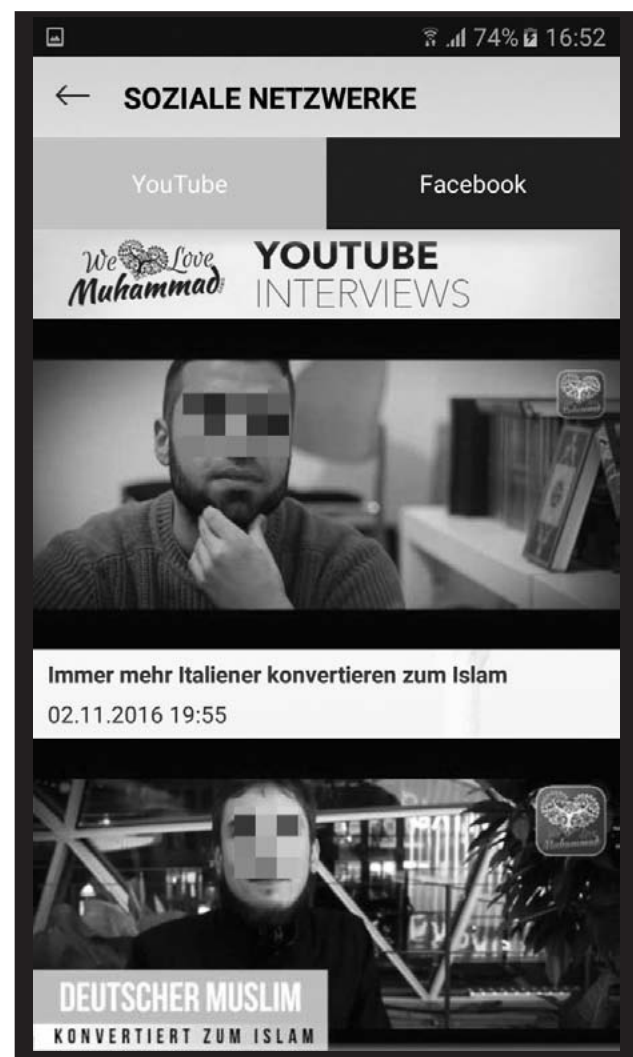 74% 16:52
← SOZIALE NETZWERKE
YouTube Facebook
We Love
Muhammad
YOUTUBE
INTERVIEWS
Immer mehr Italiener konvertieren zum Islam
02.11.2016 19:55
Muhammad
DEUTSCHER MUSLIM
KONVERTIERT ZUM ISLAM